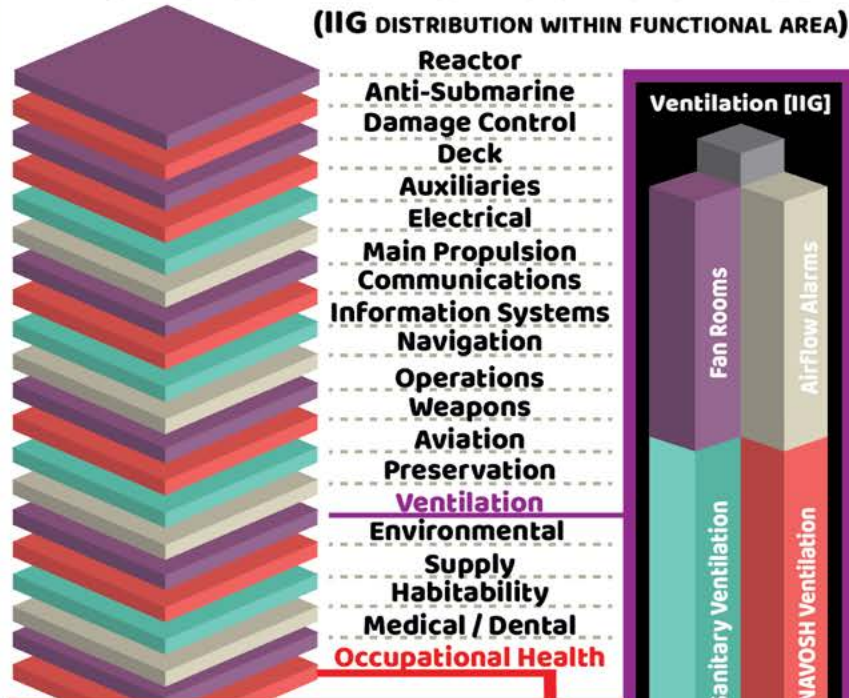 (IIG DISTRIBUTION WITHIN FUNCTIONAL AREA)
Reactor
Anti-Submarine
Damage Control
Deck
Auxiliaries
Electrical
Main Propulsion
Communications
Information Systems
Navigation
Operations
Weapons
Aviation
Preservation
Ventilation
Environmental
Supply
Habitability
Medical / Dental
Occupational Health
Ventilation [IIG]
Fan Rooms
Airflow Alarms
Sanitary Ventilation
NAVOSH Ventilation